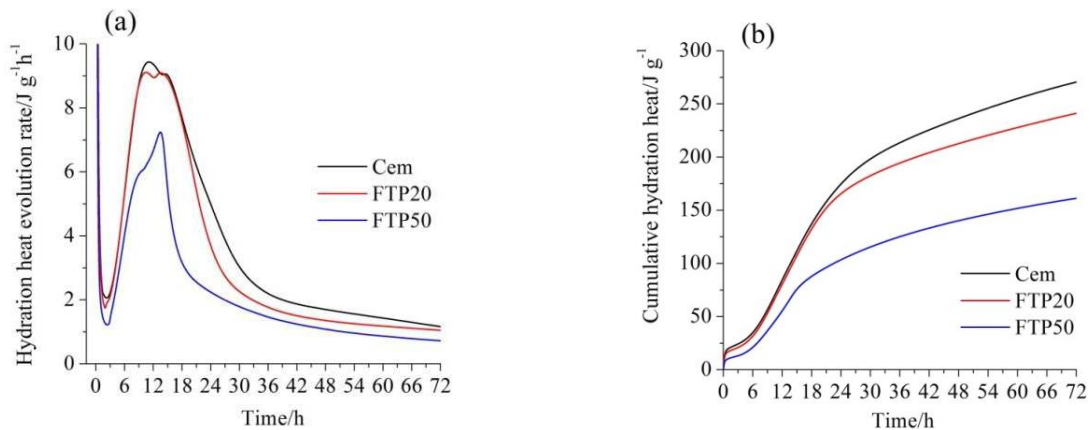 (a)
Hydration heat evolution rate/J g⁻¹h⁻¹
10
8
6
4
2
0
Cem
FTP20
FTP50
0 6 12 18 24 30 36 42 48 54 60 66 72
Time/h
(b)
Cumulative hydration heat/J g⁻¹
300
250
200
150
100
50
0
Cem
FTP20
FTP50
0 6 12 18 24 30 36 42 48 54 60 66 72
Time/h